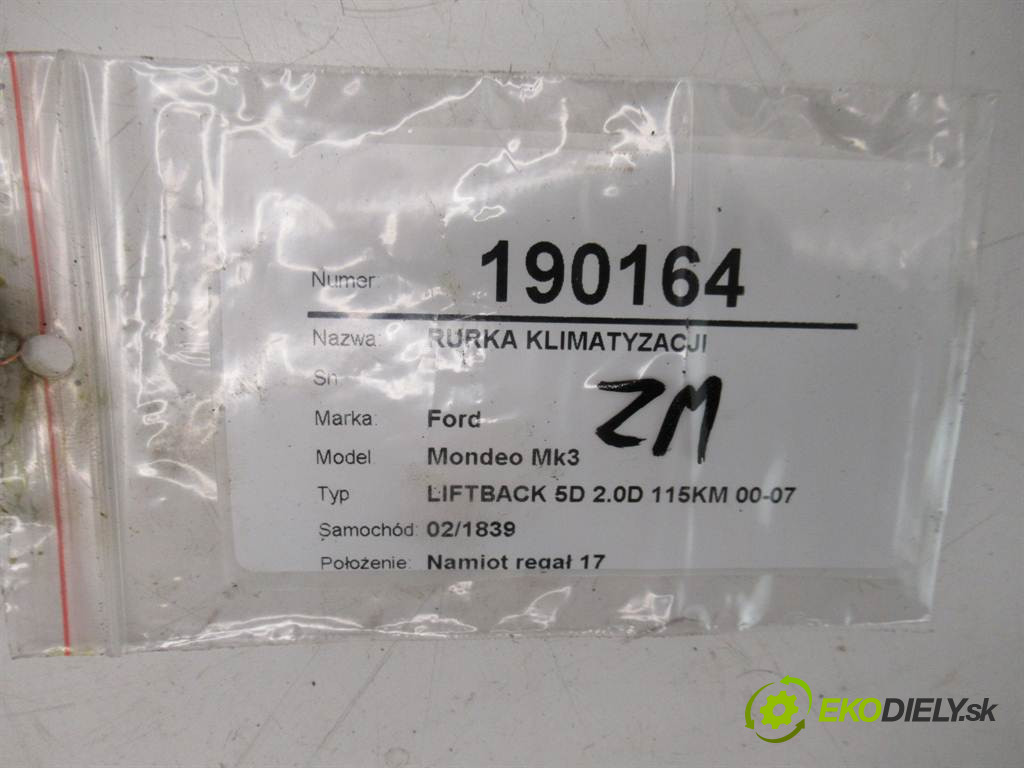 Numer: 190164
Nazwa: RURKA KLIMATYZACJI
Sn:
ZM
Marka: Ford
Model: Mondeo Mk3
Typ LIFTBACK 5D 2.0D 115KM 00-07
Samochód: 02/1839
Położenie: Namiot regał 17
EKODIELY.sk